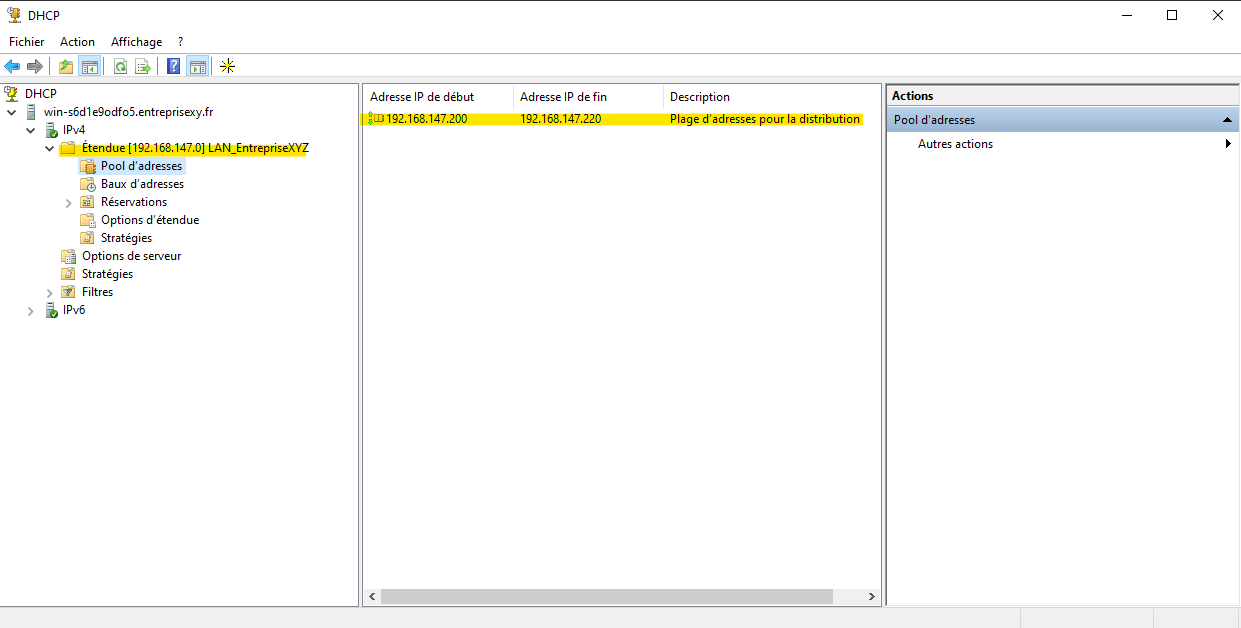 DHCP
Fichier Action Affichage ?
DHCP
win-s6d1e9odfo5.entreprisexy.fr
IPv4
Étendue [192.168.147.0] LAN_EntrepriseXYZ
Pool d'adresses
Baux d'adresses
Réservations
Options d'étendue
Stratégies
Options de serveur
Stratégies
Filtres
IPv6
Adresse IP de début Adresse IP de fin Description
192.168.147.200 192.168.147.220 Plage d'adresses pour la distribution
Actions
Pool d'adresses
Autres actions